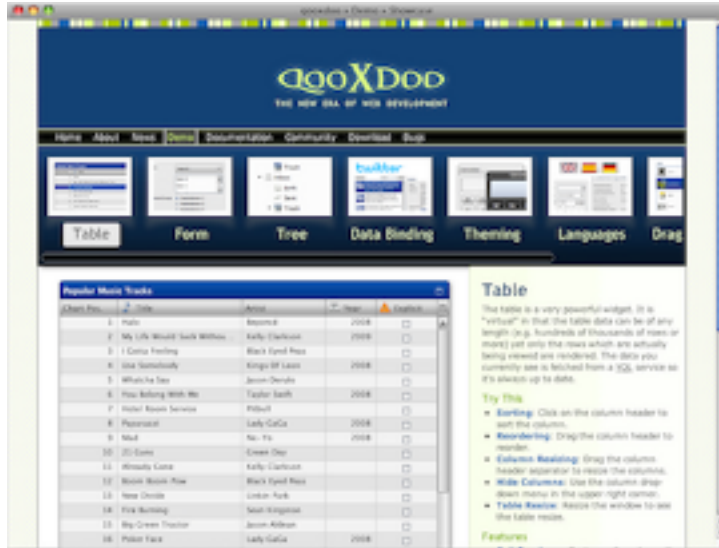 qooxdoo • Demo • Showcase
qooXDOO
THE NEW ERA OF WEB DEVELOPMENT
Home About News Demo Documentation Community Download Bugs
twitter
Table Form Tree Data Binding Theming Languages Drag
Popular Music Tracks
Chart Pos. Title Artist Year Explicit
1 Halo Beyoncé 2008
2 My Life Would Suck Withou... Kelly Clarkson 2009
3 I Gotta Feeling Black Eyed Peas
4 Use Somebody Kings Of Leon 2008
5 Whatcha Say Jason Derulo
6 You Belong With Me Taylor Swift 2008
7 Hotel Room Service Pitbull
8 Paparazzi Lady GaGa 2008
9 Mad Ne-Yo 2008
10 21 Guns Green Day
11 Already Gone Kelly Clarkson
12 Boom Boom Pow Black Eyed Peas
13 New Divide Linkin Park
14 Fire Burning Sean Kingston
15 Big Green Tractor Jason Aldean
16 Poker Face Lady GaGa 2008
Table
The table is a very powerful widget. It is
"virtual" in that the table data can be of any
length (e.g. hundreds of thousands of rows or
more) yet only the rows which are actually
being viewed are rendered. The data you
currently see is fetched from a YQL service so
it's always up to date.
Try This
Sorting: Click on the column header to
sort the column.
Reordering: Drag the column header to
reorder.
Column Resizing: Drag the column
header separator to resize the columns.
Hide Columns: Use the column drop-
down menu in the upper right corner.
Table Resize: Resize the window to see
the table resize.
Features